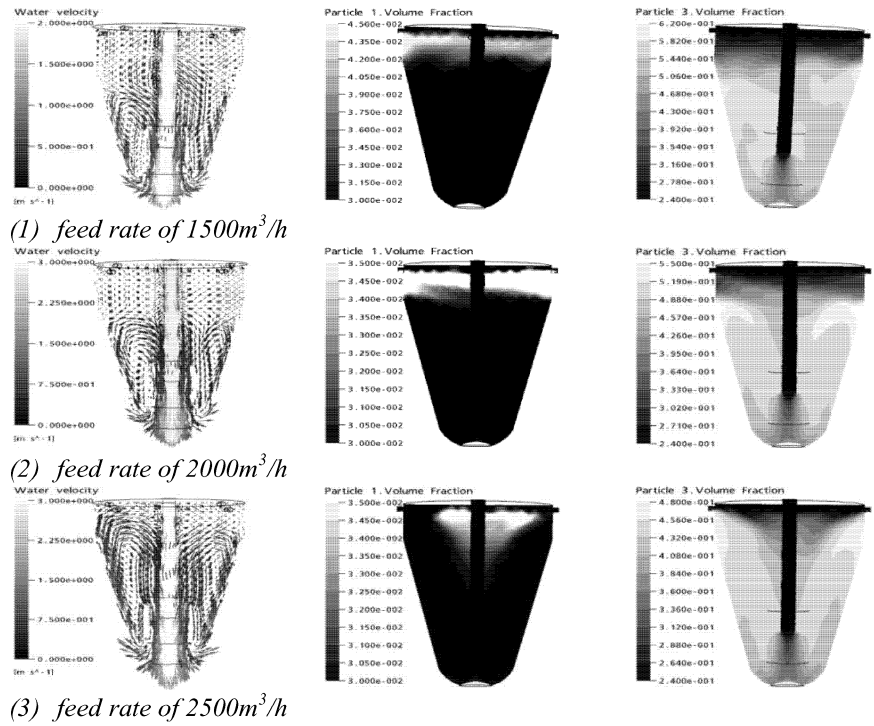 Water velocity
2.000e+000
1.500e+000
1.000e+000
5.000e-001
0.000e+000
[m s^-1]
Particle 1.Volume Fraction
4.500e-002
4.350e-002
4.200e-002
4.050e-002
3.900e-002
3.750e-002
3.600e-002
3.450e-002
3.300e-002
3.150e-002
3.000e-002
Particle 3.Volume Fraction
6.200e-001
5.820e-001
5.440e-001
5.060e-001
4.680e-001
4.300e-001
3.920e-001
3.540e-001
3.160e-001
2.780e-001
2.400e-001
(1) feed rate of 1500m³/h
Water velocity
3.000e+000
2.250e+000
1.500e+000
7.500e-001
0.000e+000
[m s^-1]
Particle 1.Volume Fraction
3.500e-002
3.450e-002
3.400e-002
3.350e-002
3.300e-002
3.250e-002
3.200e-002
3.150e-002
3.100e-002
3.050e-002
3.000e-002
Particle 3.Volume Fraction
5.500e-001
5.190e-001
4.880e-001
4.570e-001
4.260e-001
3.950e-001
3.640e-001
3.330e-001
3.020e-001
2.710e-001
2.400e-001
(2) feed rate of 2000m³/h
Water velocity
3.000e+000
2.250e+000
1.500e+000
7.500e-001
0.000e+000
[m s^-1]
Particle 1.Volume Fraction
3.500e-002
3.450e-002
3.400e-002
3.350e-002
3.300e-002
3.250e-002
3.200e-002
3.150e-002
3.100e-002
3.050e-002
3.000e-002
Particle 3.Volume Fraction
4.800e-001
4.560e-001
4.320e-001
4.080e-001
3.840e-001
3.600e-001
3.360e-001
3.120e-001
2.880e-001
2.640e-001
2.400e-001
(3) feed rate of 2500m³/h